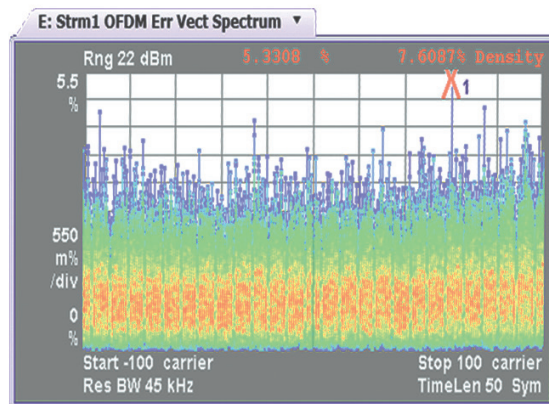 E: Strm1 OFDM Err Vect Spectrum
Rng 22 dBm 5.3308 % 7.6087% Density
5.5
%
1
550
m%
/div
0
%
Start -100 carrier Stop 100 carrier
Res BW 45 kHz TimeLen 50 Sym